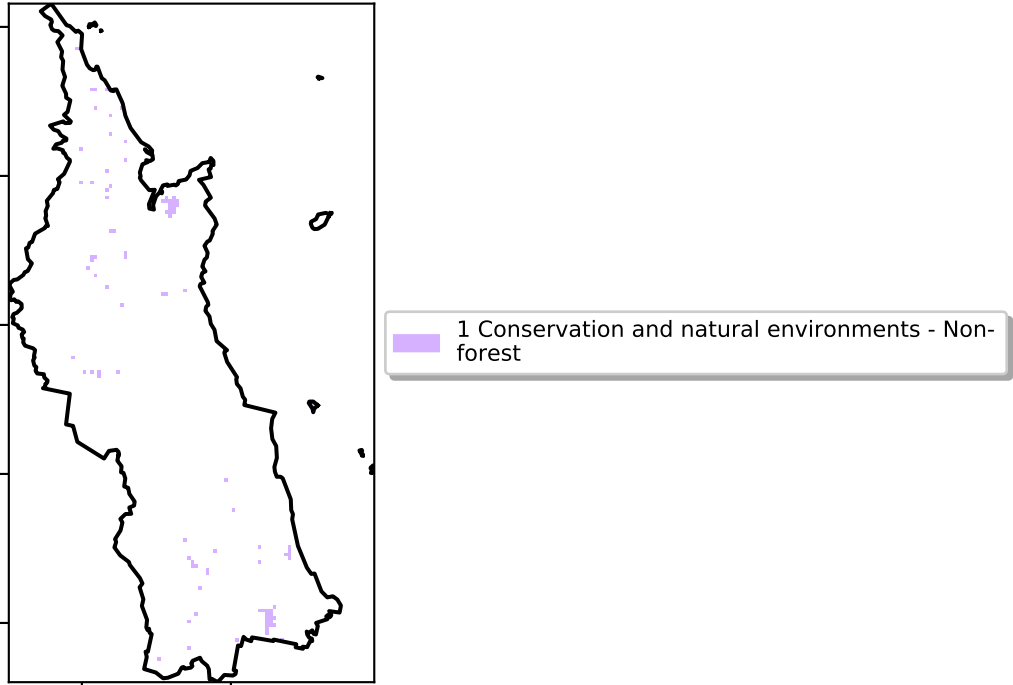 1 Conservation and natural environments - Non-
forest